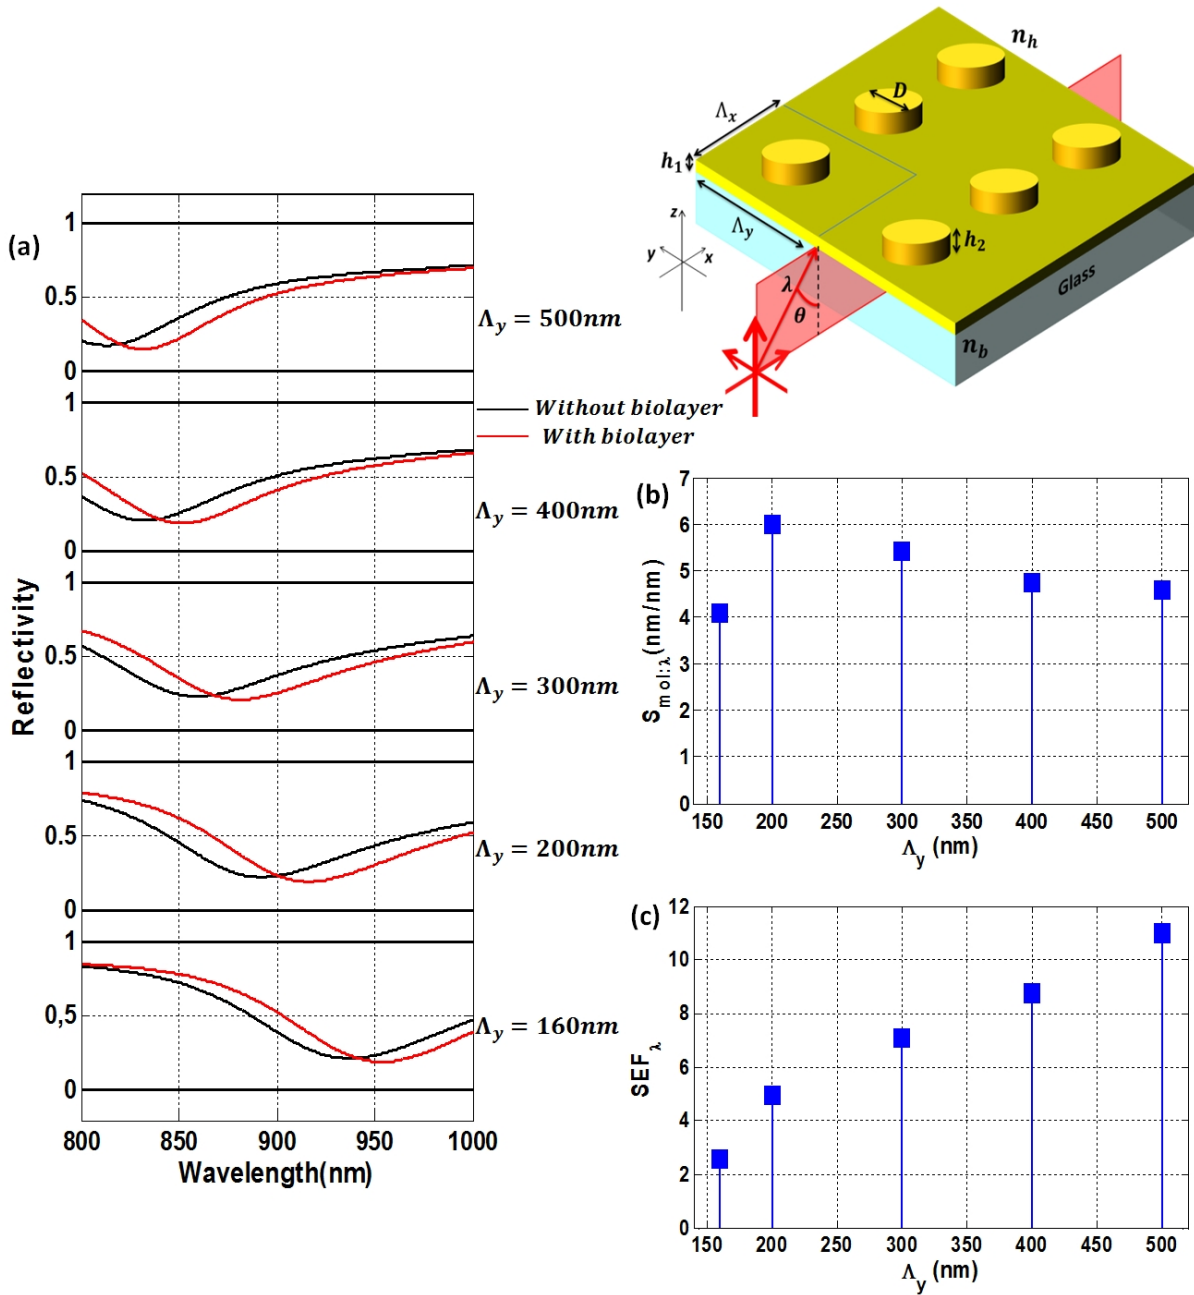 (a)
Reflectivity
1
0.5
0
Λy = 500nm
1
0.5
0
Λy = 400nm
1
0.5
0
Λy = 300nm
1
0.5
0
Λy = 200nm
1
0,5
0
Λy = 160nm
800 850 900 950 1000
Wavelength(nm)
Without biolayer
With biolayer
nh
D
Λx
h1
Λy
z
y
x
λ
θ
h2
Glass
nb
(b)
Smol:λ(nm/nm)
7
6
5
4
3
2
1
0
150 200 250 300 350 400 450 500
Λy (nm)
(c)
SEFλ
12
10
8
6
4
2
0
150 200 250 300 350 400 450 500
Λy (nm)